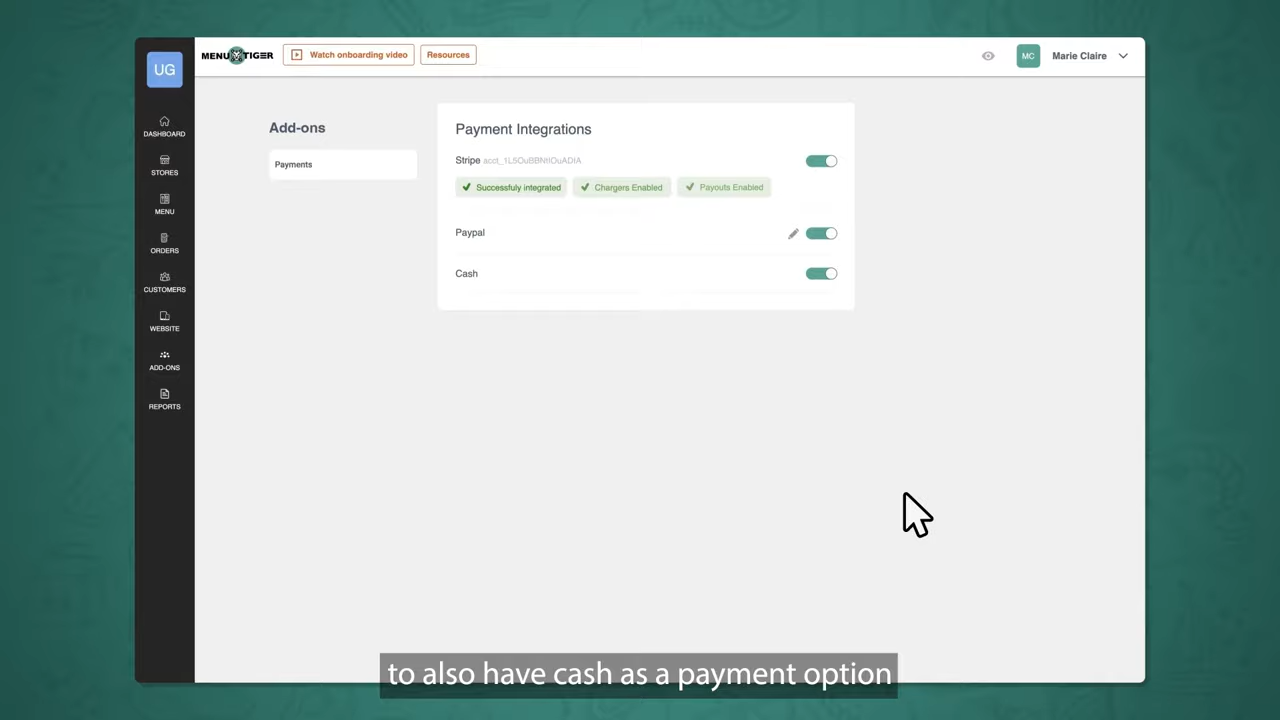 UG
MENU TIGER
Watch onboarding video
Resources
MC
Marie Claire
DASHBOARD
STORES
MENU
ORDERS
CUSTOMERS
WEBSITE
ADD-ONS
REPORTS
Add-ons
Payments
Payment Integrations
Stripe
Successfuly integrated
Chargers Enabled
Payouts Enabled
Paypal
Cash
to also have cash as a payment option